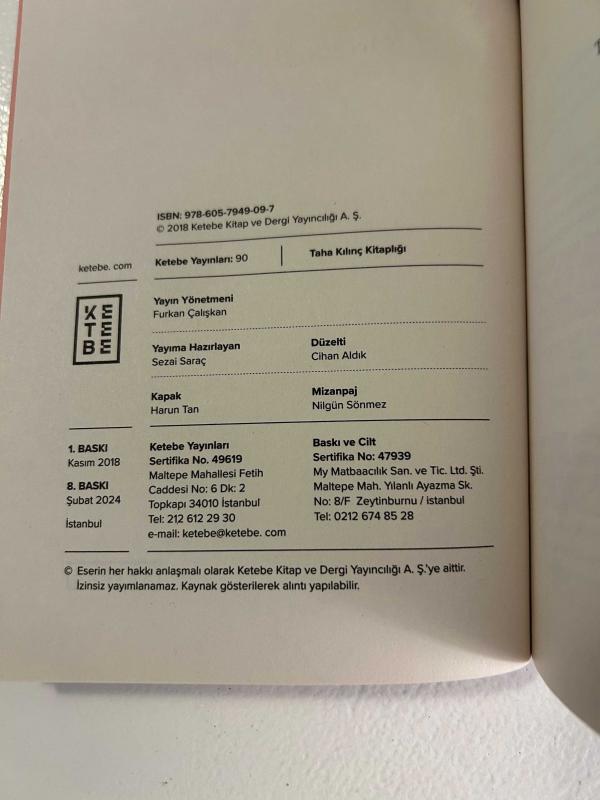 ISBN: 978-605-7949-09-7
© 2018 Ketebe Kitap ve Dergi Yayıncılığı A. Ş.
ketebe. com
Ketebe Yayınları: 90
Taha Kılınç Kitaplığı
KE
TE
BE
Yayın Yönetmeni
Furkan Çalışkan
Yayıma Hazırlayan
Sezai Saraç
Düzelti
Cihan Aldık
Kapak
Harun Tan
Mizanpaj
Nilgün Sönmez
1. BASKI
Kasım 2018
8. BASKI
Şubat 2024
İstanbul
Ketebe Yayınları
Sertifika No. 49619
Maltepe Mahallesi Fetih
Caddesi No: 6 Dk: 2
Topkapı 34010 İstanbul
Tel: 212 612 29 30
e-mail: ketebe@ketebe. com
Baskı ve Cilt
Sertifika No: 47939
My Matbaacılık San. ve Tic. Ltd. Şti.
Maltepe Mah. Yılanlı Ayazma Sk.
No: 8/F Zeytinburnu / istanbul
Tel: 0212 674 85 28
© Eserin her hakkı anlaşmalı olarak Ketebe Kitap ve Dergi Yayıncılığı A. Ş.'ye aittir.
İzinsiz yayımlanamaz. Kaynak gösterilerek alıntı yapılabilir.